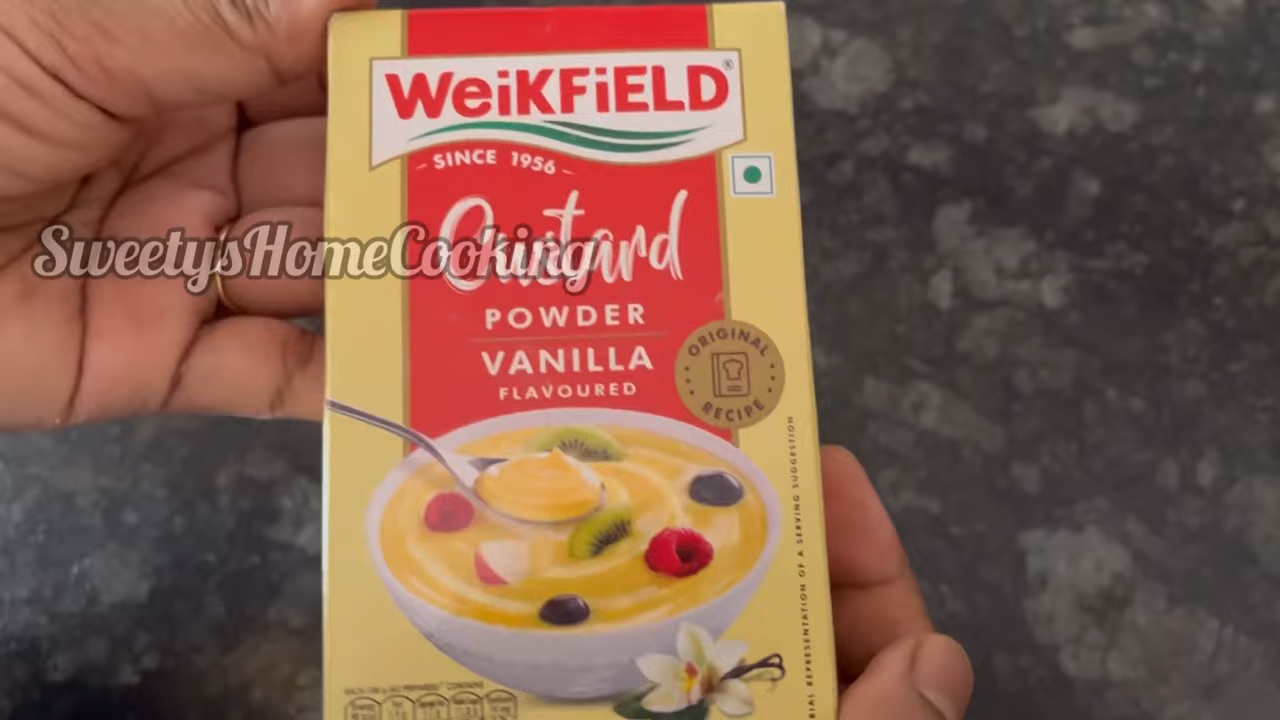 WeiKFiELD®
SINCE 1956
SweetysHomeCooking
Custard
POWDER
VANILLA
FLAVOURED
ORIGINAL
RECIPE
REPRESENTATION OF A SERVING SUGGESTION